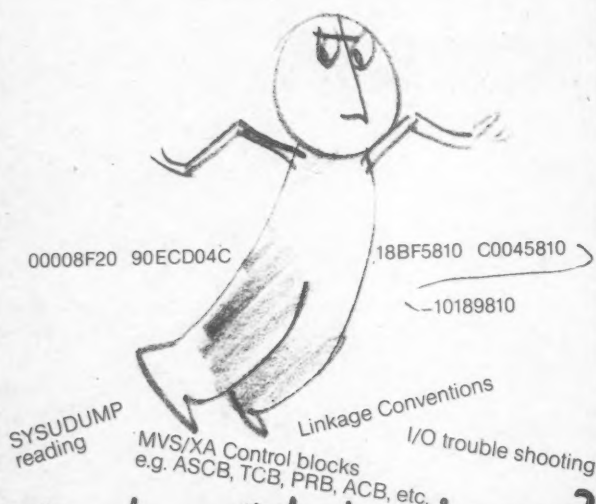 00008F20 90ECD04C
18BF5810 C0045810
-10189810
SYSUDUMP
reading
MVS/XA Control blocks
e.g. ASCB, TCB, PRB, ACB, etc.
Linkage Conventions
I/O trouble shooting